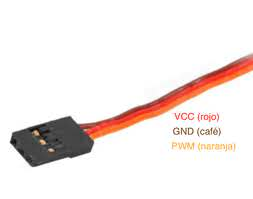 VCC (rojo)
GND (café)
PWM (naranja)